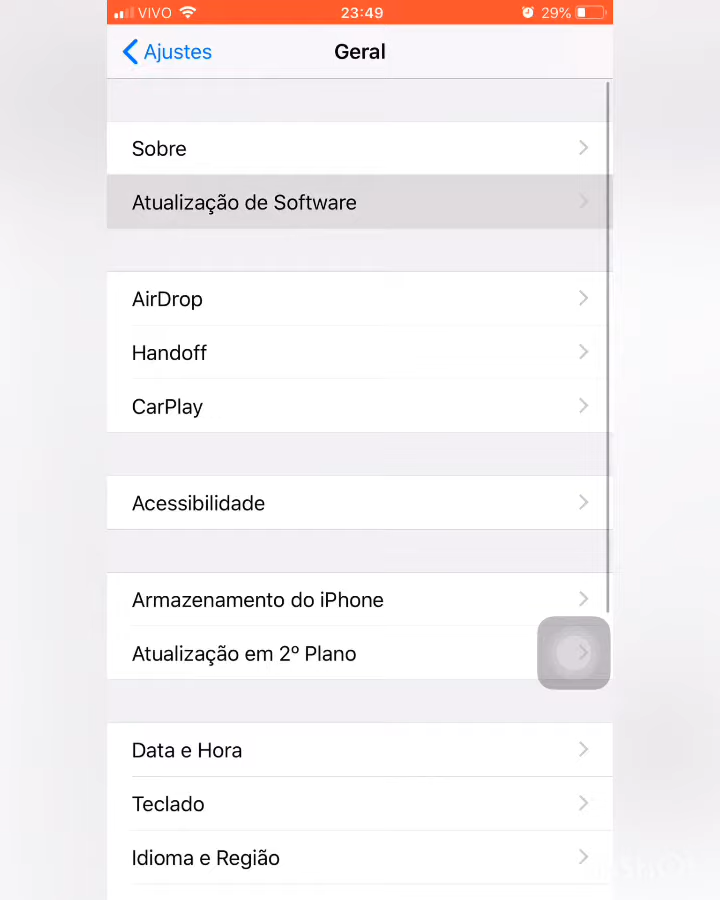 VIVO 23:49 29%
Ajustes Geral
Sobre
Atualização de Software
AirDrop
Handoff
CarPlay
Acessibilidade
Armazenamento do iPhone
Atualização em 2º Plano
Data e Hora
Teclado
Idioma e Região